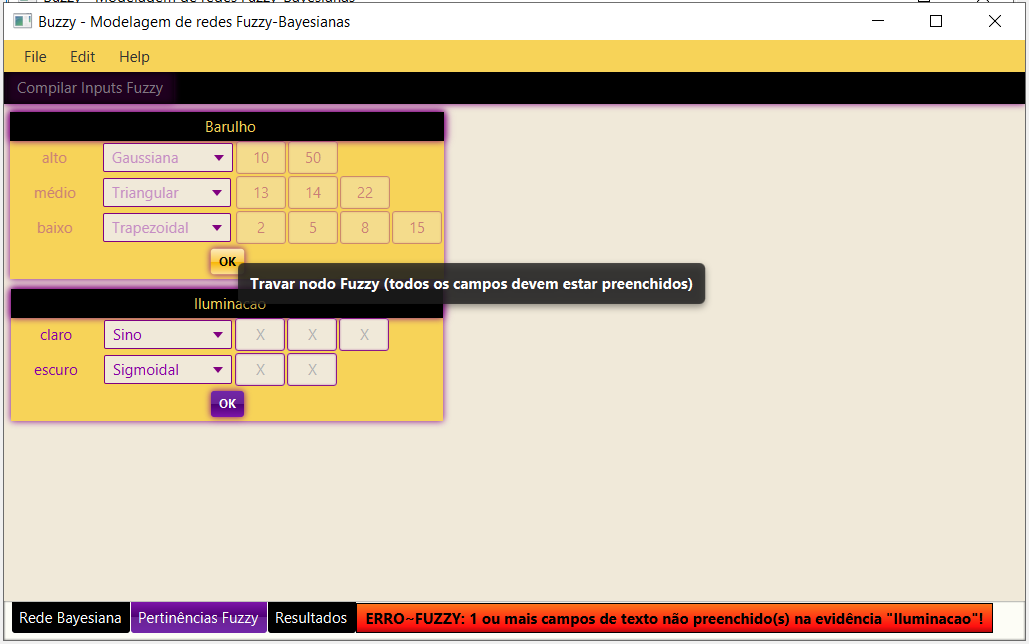 Buzzy - Modelagem de redes Fuzzy-Bayesianas
File Edit Help
Compilar Inputs Fuzzy
Barulho
alto Gaussiana 10 50
médio Triangular 13 14 22
baixo Trapezoidal 2 5 8 15
OK
Travar nodo Fuzzy (todos os campos devem estar preenchidos)
Iluminacao
claro Sino X X X
escuro Sigmoidal X X
OK
Rede Bayesiana Pertinências Fuzzy Resultados ERRO~FUZZY: 1 ou mais campos de texto não preenchido(s) na evidência "Iluminacao"!